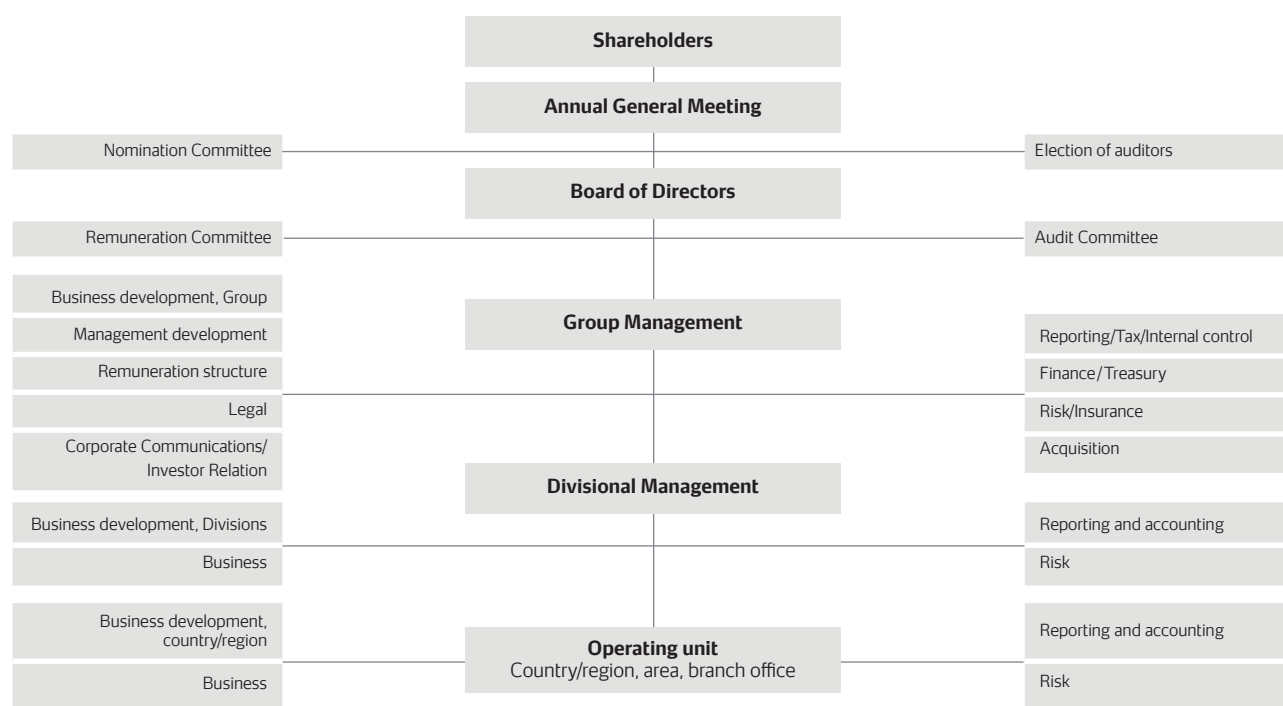 Shareholders
Annual General Meeting
Nomination Committee
Election of auditors
Board of Directors
Remuneration Committee
Audit Committee
Business development, Group
Group Management
Management development
Reporting/Tax/Internal control
Remuneration structure
Finance/Treasury
Legal
Risk/Insurance
Corporate Communications/
Investor Relation
Acquisition
Divisional Management
Business development, Divisions
Reporting and accounting
Business
Risk
Business development,
country/region
Reporting and accounting
Operating unit
Country/region, area, branch office
Business
Risk